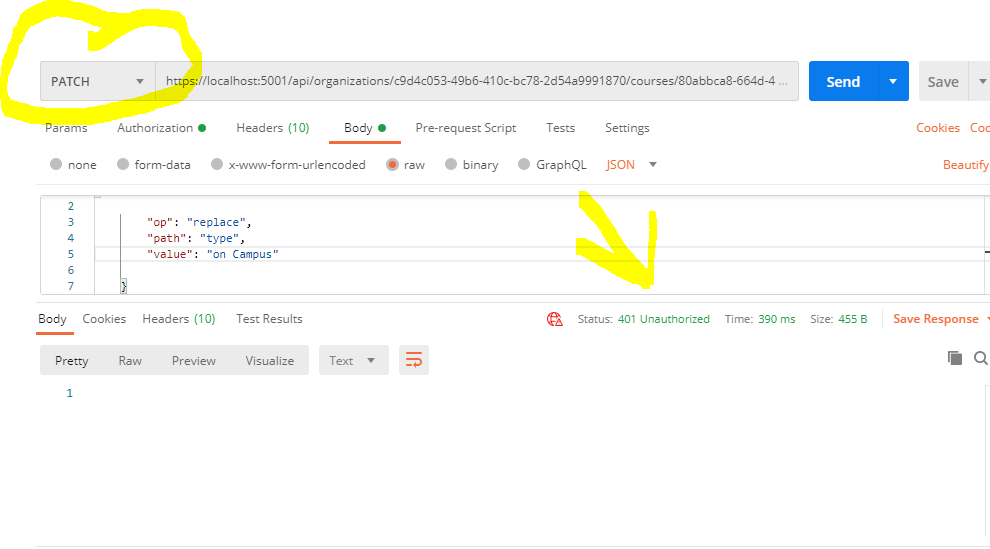 PATCH https://localhost:5001/api/organizations/c9d4c053-49b6-410c-bc78-2d54a9991870/courses/80abbca8-664d-4 ... Send Save
Params Authorization Headers (10) Body Pre-request Script Tests Settings Cookies Coc
none form-data x-www-form-urlencoded raw binary GraphQL JSON Beautify
2
3 "op": "replace",
4 "path": "type",
5 "value": "on Campus"
6
7 }
Body Cookies Headers (10) Test Results Status: 401 Unauthorized Time: 390 ms Size: 455 B Save Response
Pretty Raw Preview Visualize Text
1